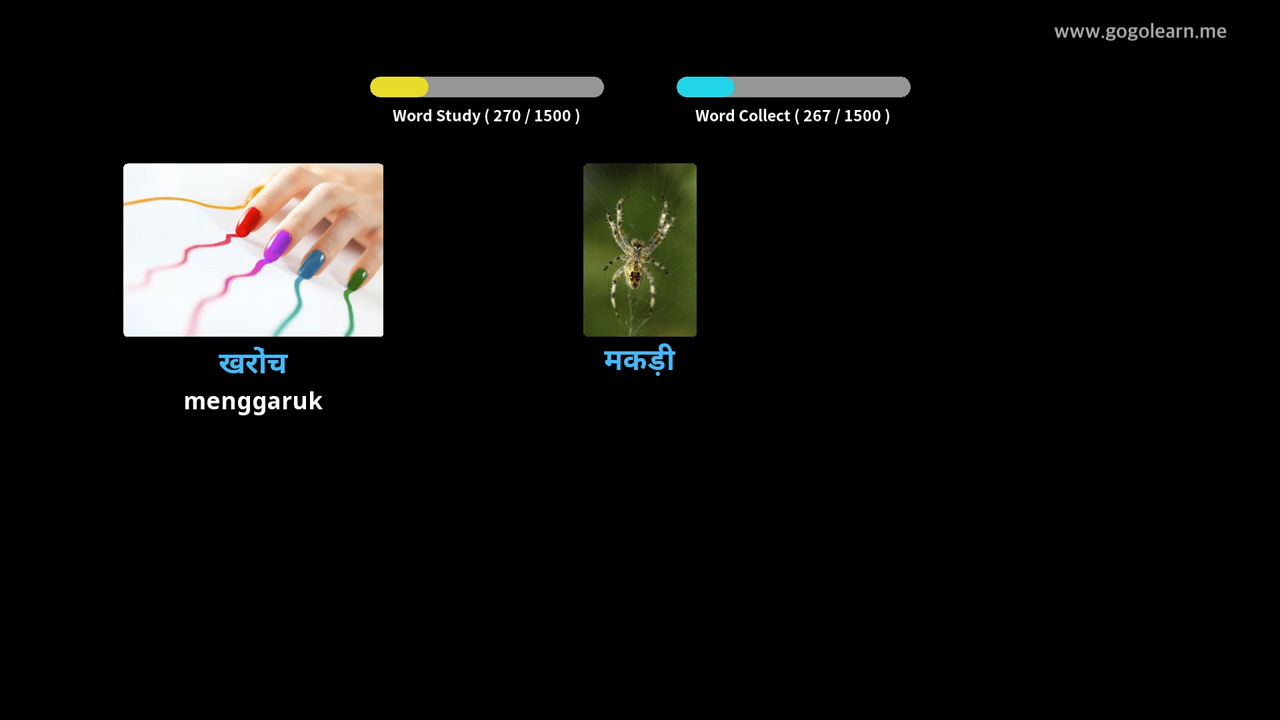 www.gogolearn.me
Word Study ( 270 / 1500 )
Word Collect ( 267 / 1500 )
खरोंच
menggaruk
मकड़ी